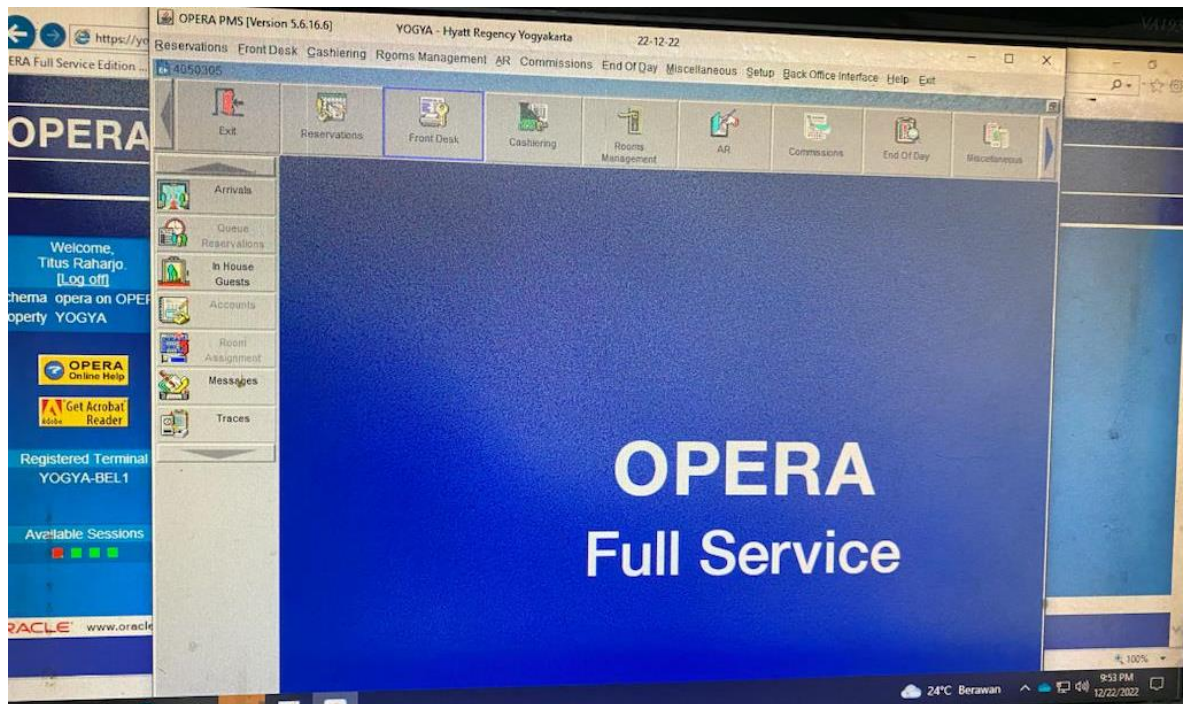 VA195
OPERA PMS [Version 5.6.16.6]
YOGYA - Hyatt Regency Yogyakarta
22-12-22
Reservations Front Desk Cashiering Rooms Management AR Commissions End Of Day Miscellaneous Setup Back Office Interface Help Exit
4050305
Exit
Reservations
Front Desk
Cashiering
Rooms
Management
AR
Commissions
End Of Day
Miscellaneous
Arrivals
Queue
Reservations
In House
Guests
Accounts
Room
Assignment
Messages
Traces
OPERA
Full Service
https://yo
ERA Full Service Edition ...
OPERA
Welcome,
Titus Raharjo.
[Log off]
chema opera on OPER
operty YOGYA
OPERA
Online Help
Get Acrobat
Reader
Adobe
Registered Terminal
YOGYA-BEL1
Available Sessions
RACLE www.oracle
100%
24°C Berawan
9:53 PM
12/22/2022